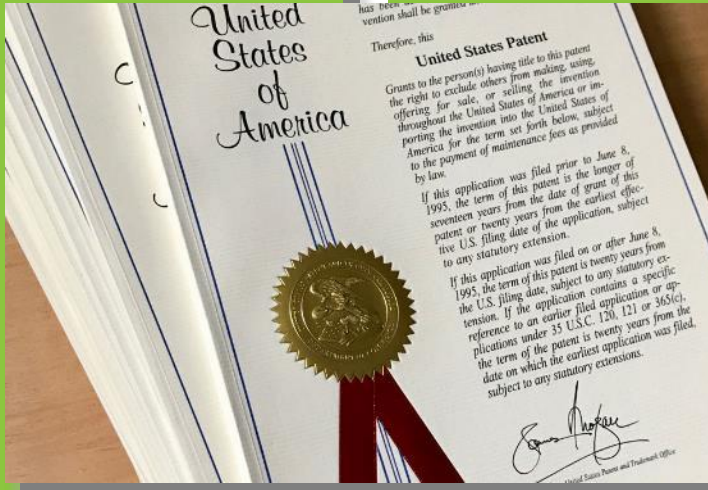 United
States
of
America
has been
vention shall be granted
Therefore, this
United States Patent
Grants to the person(s) having title to this patent
the right to exclude others from making, using,
offering for sale, or selling the invention
throughout the United States of America or im-
porting the invention into the United States of
America for the term set forth below, subject
to the payment of maintenance fees as provided
by law.
If this application was filed prior to June 8,
1995, the term of this patent is the longer of
seventeen years from the date of grant of this
patent or twenty years from the earliest effec-
tive U.S. filing date of the application, subject
to any statutory extension.
If this application was filed on or after June 8,
1995, the term of this patent is twenty years from
the U.S. filing date, subject to any statutory ex-
tension. If the application contains a specific
reference to an earlier filed application or ap-
plications under 35 U.S.C. 120, 121 or 365(c),
the term of the patent is twenty years from the
date on which the earliest application was filed,
subject to any statutory extensions.
United States Patent and Trademark Office